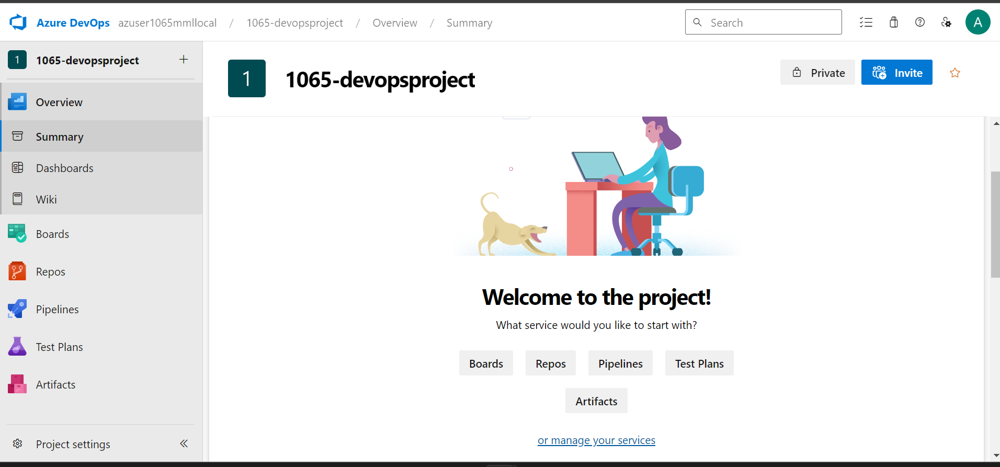 Azure DevOps azuser1065mmllocal / 1065-devopsproject / Overview / Summary
Search
A
1 1065-devopsproject +
Overview
Summary
Dashboards
Wiki
Boards
Repos
Pipelines
Test Plans
Artifacts
Project settings
1 1065-devopsproject
Private
Invite
Welcome to the project!
What service would you like to start with?
Boards Repos Pipelines Test Plans
Artifacts
or manage your services